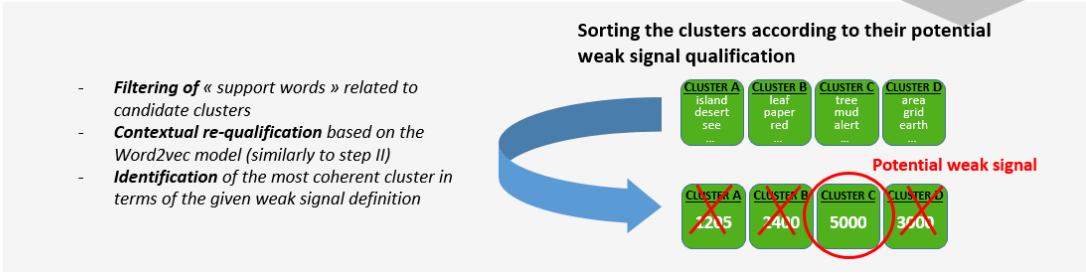 Sorting the clusters according to their potential
weak signal qualification
- Filtering of « support words » related to
candidate clusters
- Contextual re-qualification based on the
Word2vec model (similarly to step II)
- Identification of the most coherent cluster in
terms of the given weak signal definition
CLUSTER A
island
desert
see
...
CLUSTER B
leaf
paper
red
...
CLUSTER C
tree
mud
alert
...
CLUSTER D
area
grid
earth
...
Potential weak signal
CLUSTER A
1205
CLUSTER B
2400
CLUSTER C
5000
CLUSTER D
3000